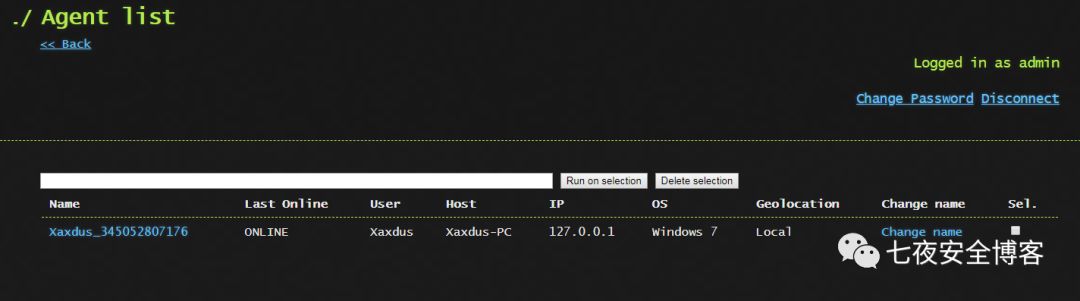 ./ Agent list
<< Back
Logged in as admin
Change Password Disconnect
Run on selection Delete selection
Name Last Online User Host IP OS Geolocation Change name Sel.
Xaxdus_345052807176 ONLINE Xaxdus Xaxdus-PC 127.0.0.1 Windows 7 Local Change name
七夜安全博客